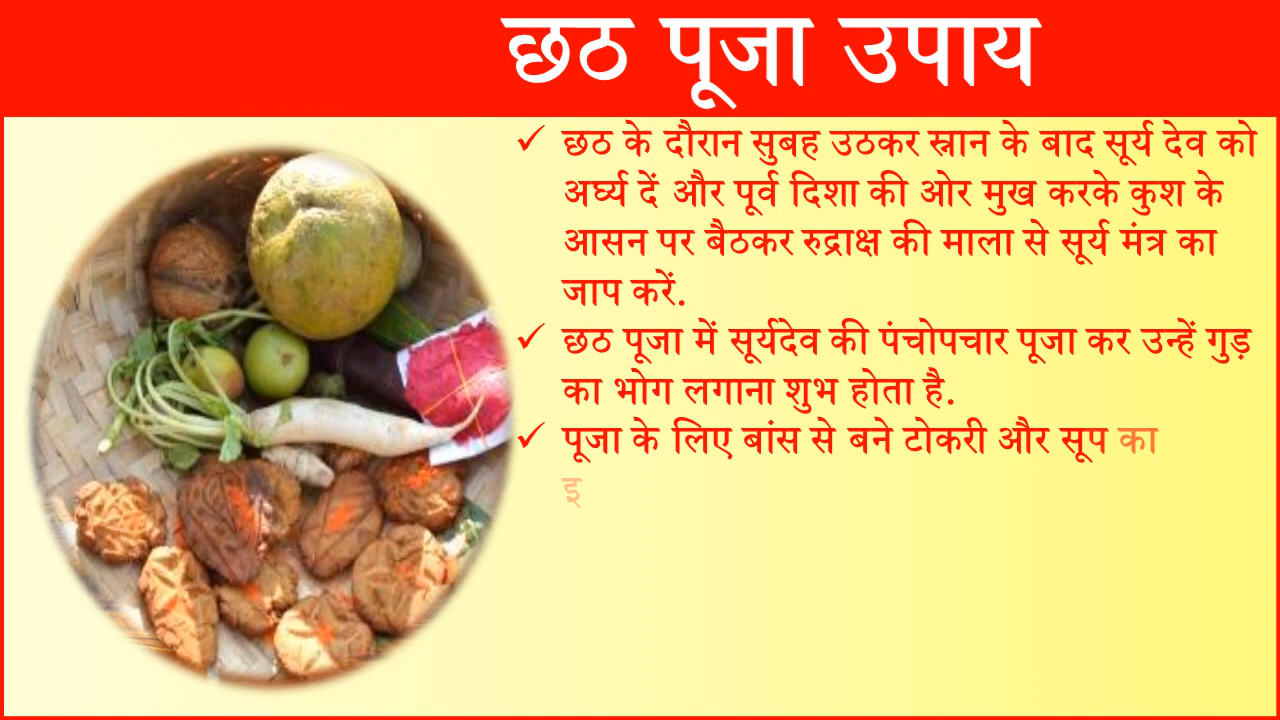 छठ पूजा उपाय
छठ के दौरान सुबह उठकर स्नान के बाद सूर्य देव को
अर्घ्य दें और पूर्व दिशा की ओर मुख करके कुश के
आसन पर बैठकर रुद्राक्ष की माला से सूर्य मंत्र का
जाप करें.
छठ पूजा में सूर्यदेव की पंचोपचार पूजा कर उन्हें गुड़
का भोग लगाना शुभ होता है.
पूजा के लिए बांस से बने टोकरी और सूप का
इ